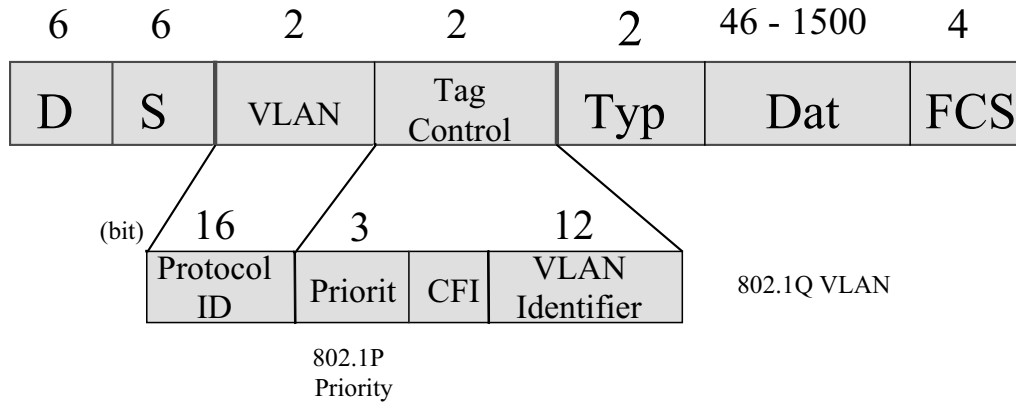 6 6 2 2 2 46 - 1500 4
D S VLAN Tag Control Typ Dat FCS
(bit) 16 3 12
Protocol ID Priorit CFI VLAN Identifier
802.1Q VLAN
802.1P
Priority